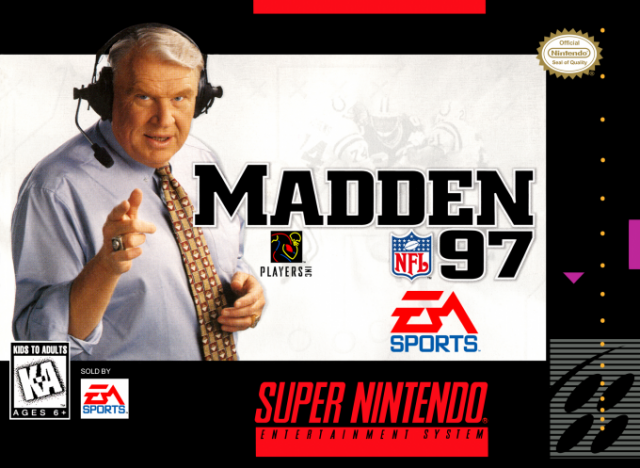 Official
Nintendo
Seal of Quality
MADDEN
97
PLAYERS INC
NFL
EA
SPORTS
KIDS TO ADULTS
K-A
AGES 6+
SOLD BY
EA
SPORTS
SUPER NINTENDO
ENTERTAINMENT SYSTEM